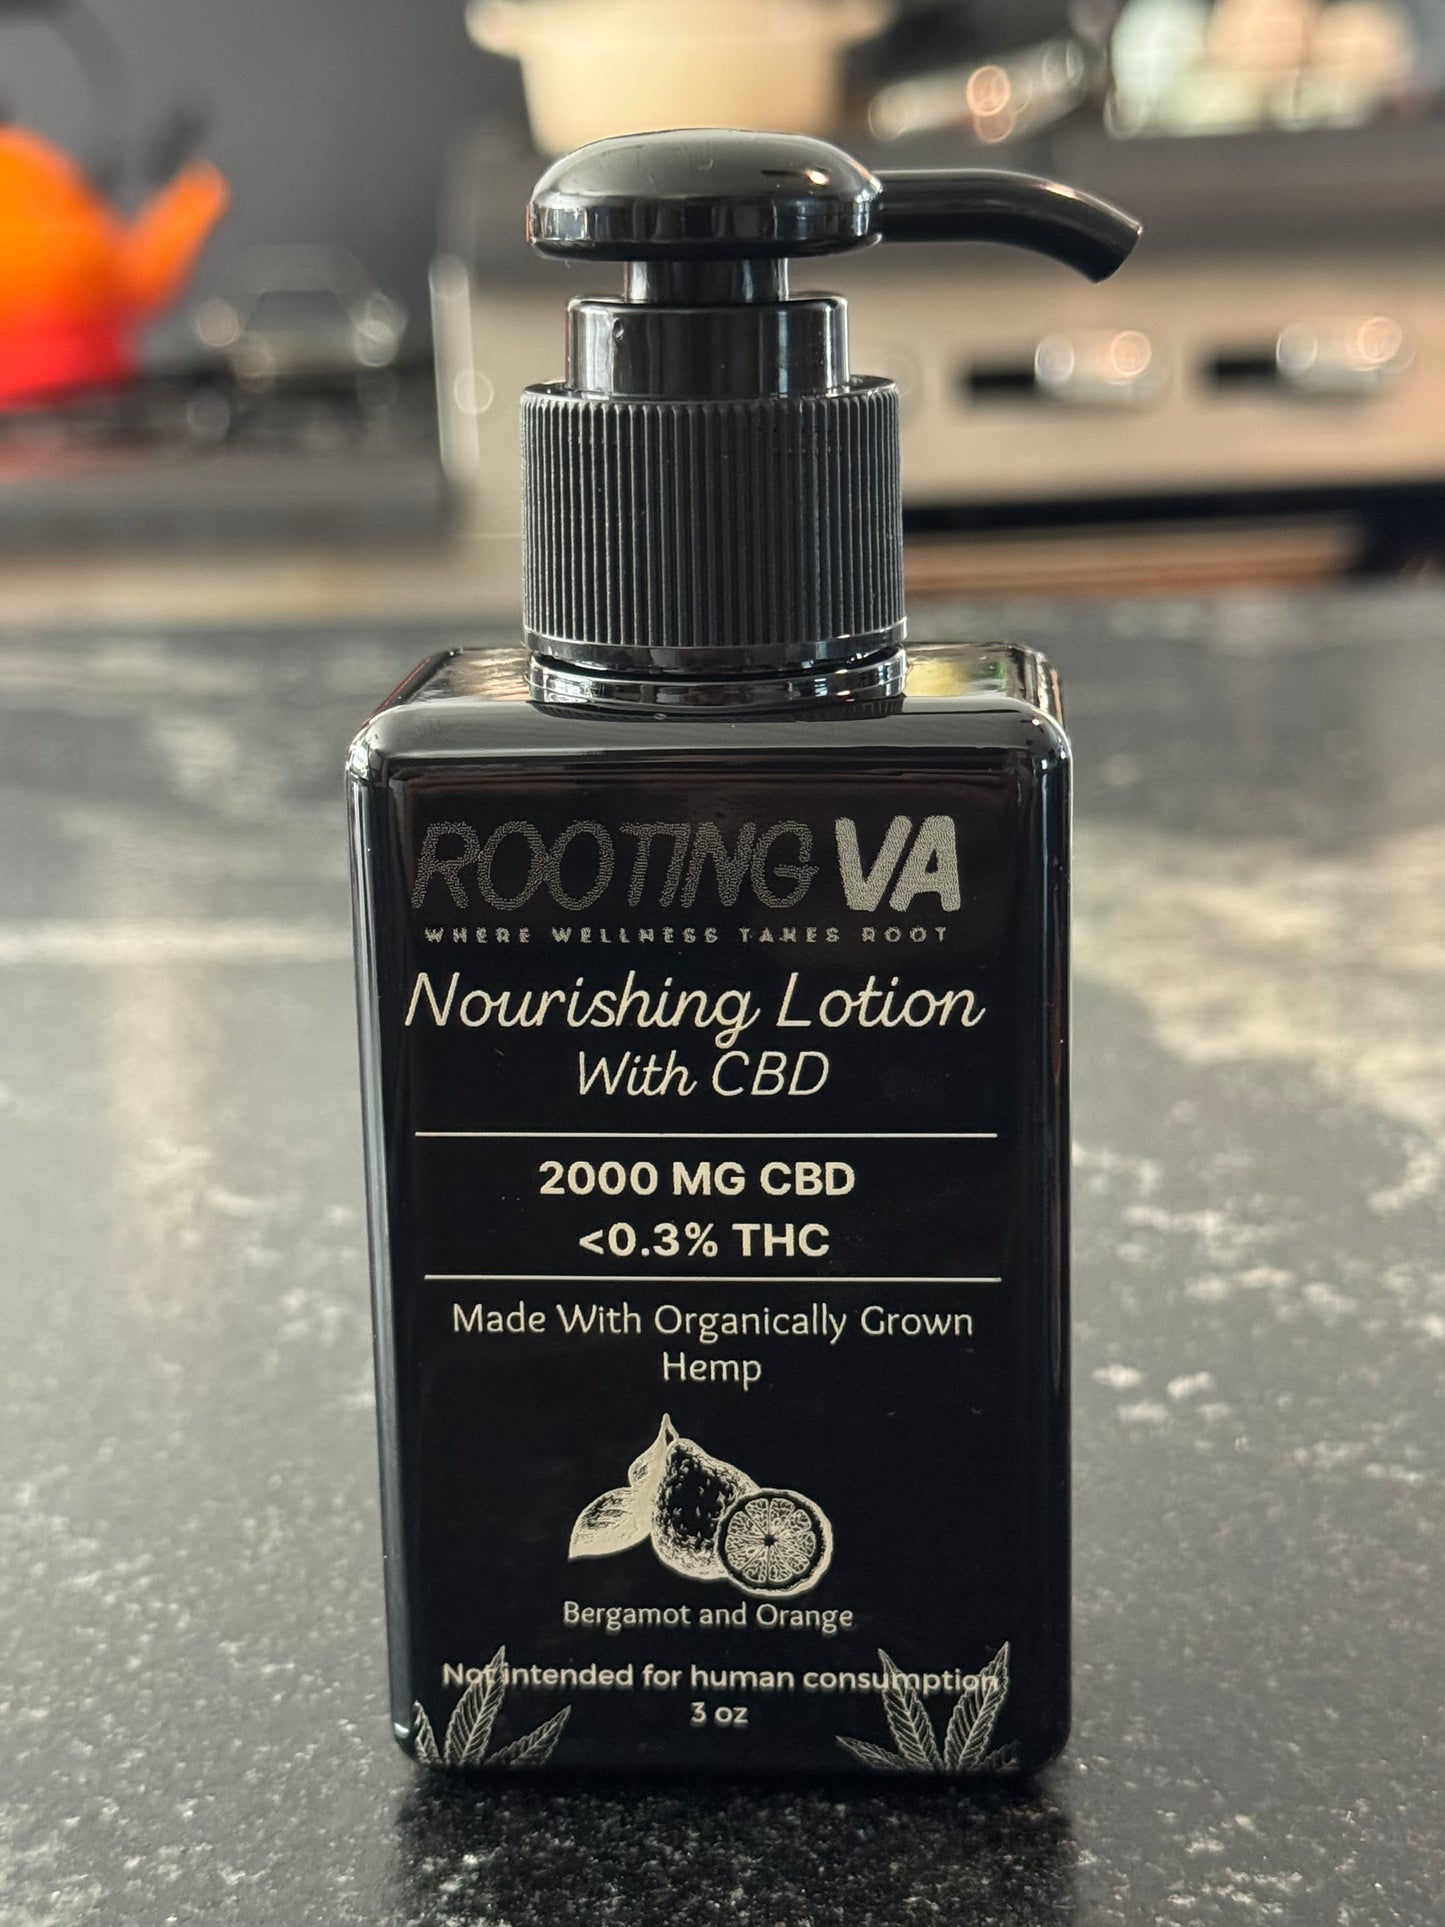 ROOTING VA
WHERE WELLNESS TAKES ROOT
Nourishing Lotion
With CBD
2000 MG CBD
<0.3% THC
Made With Organically Grown
Hemp
Bergamot and Orange
Not intended for human consumption
3 oz